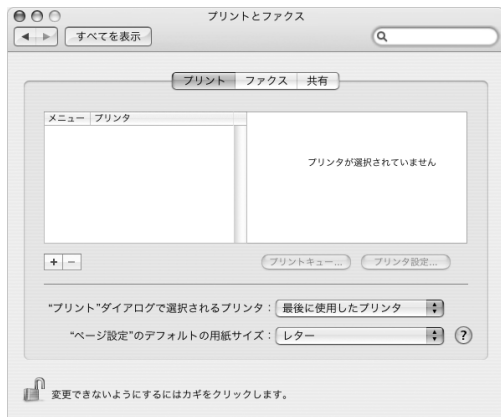 プリントとファクス
すべてを表示
プリント ファクス 共有
メニュー プリンタ
プリンタが選択されていません
+ −
プリントキュー... プリンタ設定...
“プリント”ダイアログで選択されるプリンタ： 最後に使用したプリンタ
“ページ設定”のデフォルトの用紙サイズ： レター ?
変更できないようにするにはカギをクリックします。